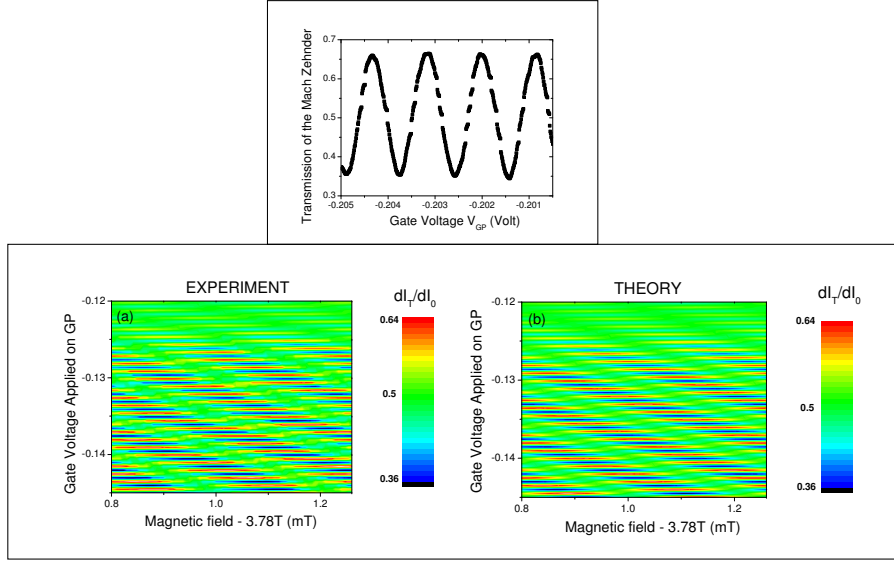 0.7
0.6
0.5
0.4
0.3
Transmission of the Mach Zehnder
-0.205 -0.204 -0.203 -0.202 -0.201
Gate Voltage V_GP (Volt)
EXPERIMENT
(a)
-0.12
-0.13
-0.14
Gate Voltage Applied on GP
0.8 1.0 1.2
Magnetic field - 3.78T (mT)
dI_T/dI_0
0.64
0.5
0.36
THEORY
(b)
-0.12
-0.13
-0.14
Gate Voltage Applied on GP
0.8 1.0 1.2
Magnetic field - 3.78T (mT)
dI_T/dI_0
0.64
0.5
0.36